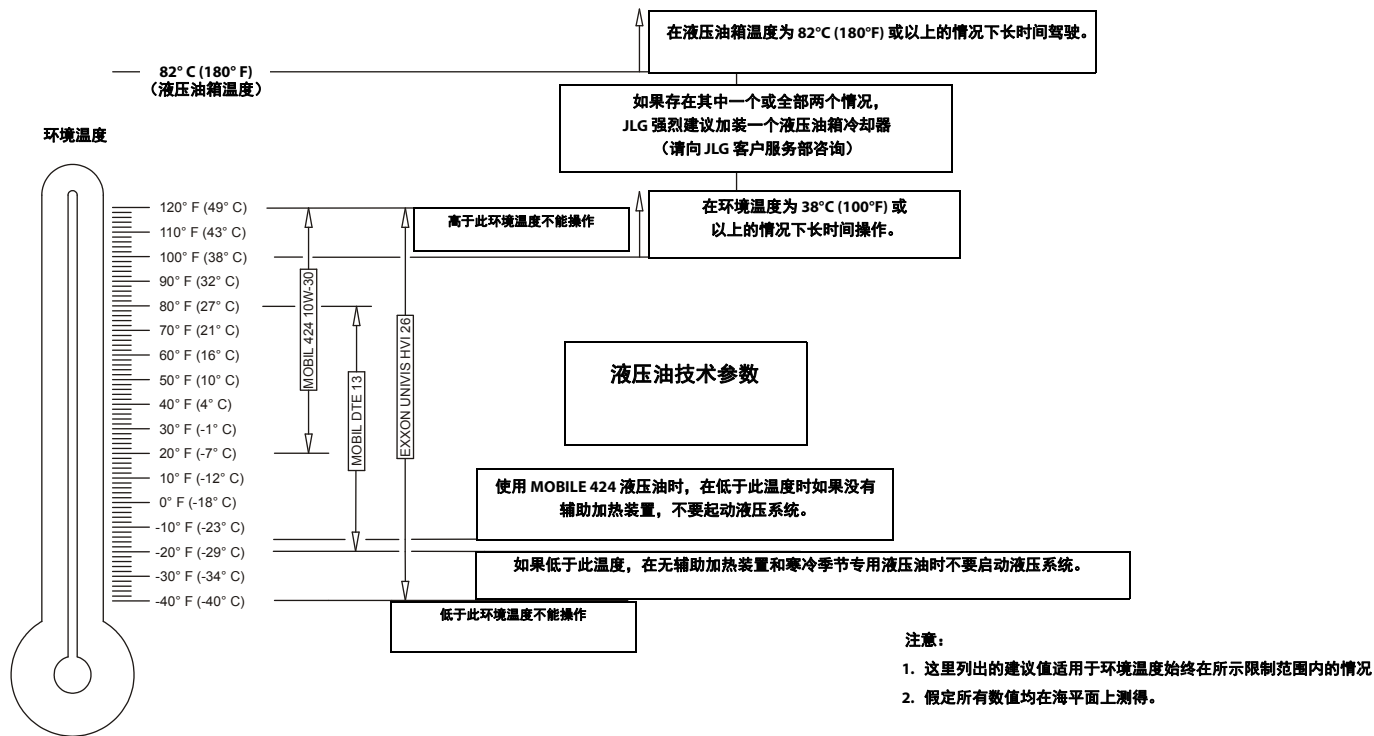 在液压油箱温度为 82°C (180°F) 或以上的情况下长时间驾驶。
82° C (180° F)
（液压油箱温度）
如果存在其中一个或全部两个情况，
JLG 强烈建议加装一个液压油箱冷却器
（请向 JLG 客户服务部咨询）
环境温度
在环境温度为 38°C (100°F) 或
以上的情况下长时间操作。
高于此环境温度不能操作
120° F (49° C)
110° F (43° C)
100° F (38° C)
90° F (32° C)
80° F (27° C)
70° F (21° C)
60° F (16° C)
50° F (10° C)
40° F (4° C)
30° F (-1° C)
20° F (-7° C)
10° F (-12° C)
0° F (-18° C)
-10° F (-23° C)
-20° F (-29° C)
-30° F (-34° C)
-40° F (-40° C)
MOBIL 424 10W-30
MOBIL DTE 13
EXXON UNIVIS HVI 26
液压油技术参数
使用 MOBILE 424 液压油时，在低于此温度时如果没有
辅助加热装置，不要起动液压系统。
如果低于此温度，在无辅助加热装置和寒冷季节专用液压油时不要启动液压系统。
低于此环境温度不能操作
注意：
1. 这里列出的建议值适用于环境温度始终在所示限制范围内的情况
2. 假定所有数值均在海平面上测得。